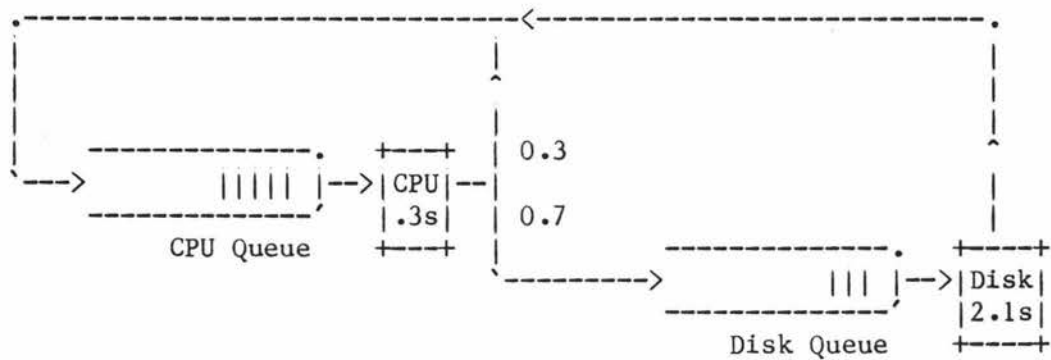 0.3
CPU
.3s
0.7
CPU Queue
Disk
2.1s
Disk Queue